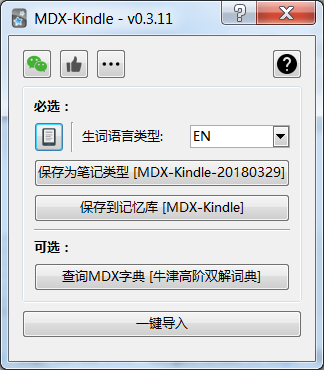 MDX-Kindle - v0.3.11
必选：
生词语言类型: EN
保存为笔记类型 [MDX-Kindle-20180329]
保存到记忆库 [MDX-Kindle]
可选：
查询MDX字典 [牛津高阶双解词典]
一键导入